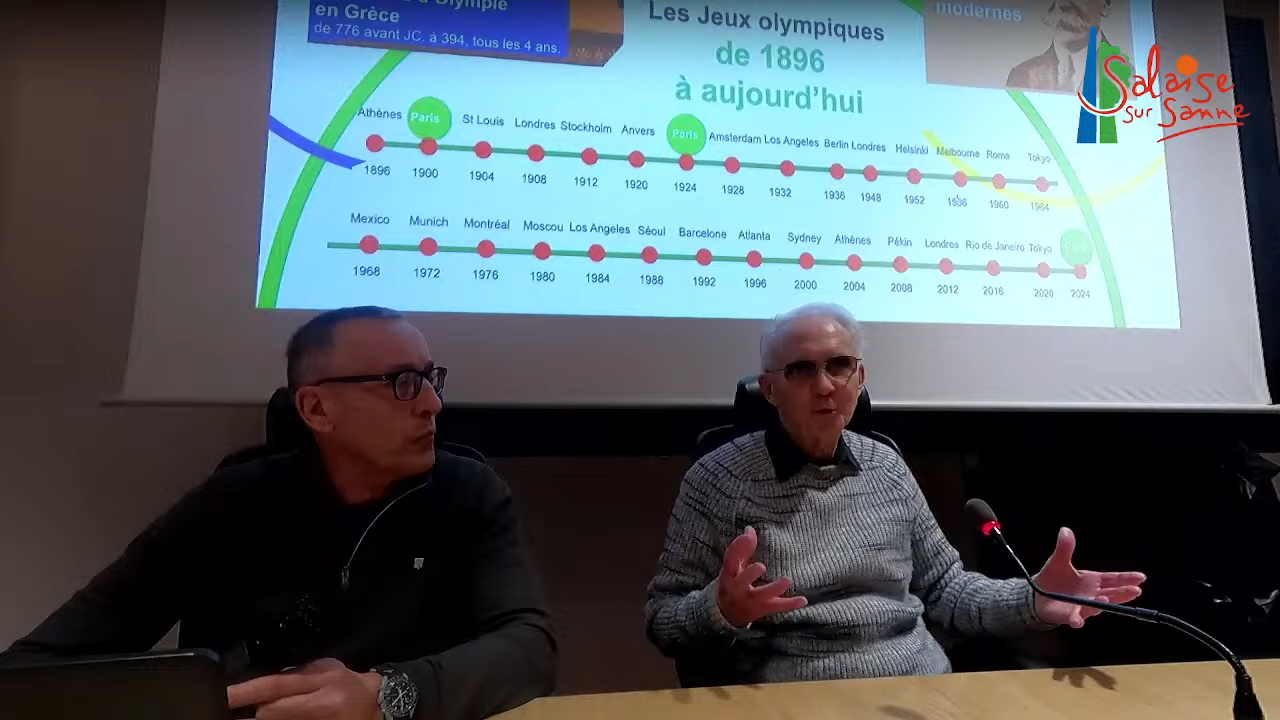 en Grèce
de 776 avant JC. à 394, tous les 4 ans.
Les Jeux olympiques
de 1896
à aujourd'hui
modernes
Salaise
sur Sanne
Athènes Paris St Louis Londres Stockholm Anvers Paris Amsterdam Los Angeles Berlin Londres Helsinki Melbourne Rome Tokyo
1896 1900 1904 1908 1912 1920 1924 1928 1932 1936 1948 1952 1956 1960 1964
Mexico Munich Montréal Moscou Los Angeles Séoul Barcelone Atlanta Sydney Athènes Pékin Londres Rio de Janeiro Tokyo
1968 1972 1976 1980 1984 1988 1992 1996 2000 2004 2008 2012 2016 2020 2024